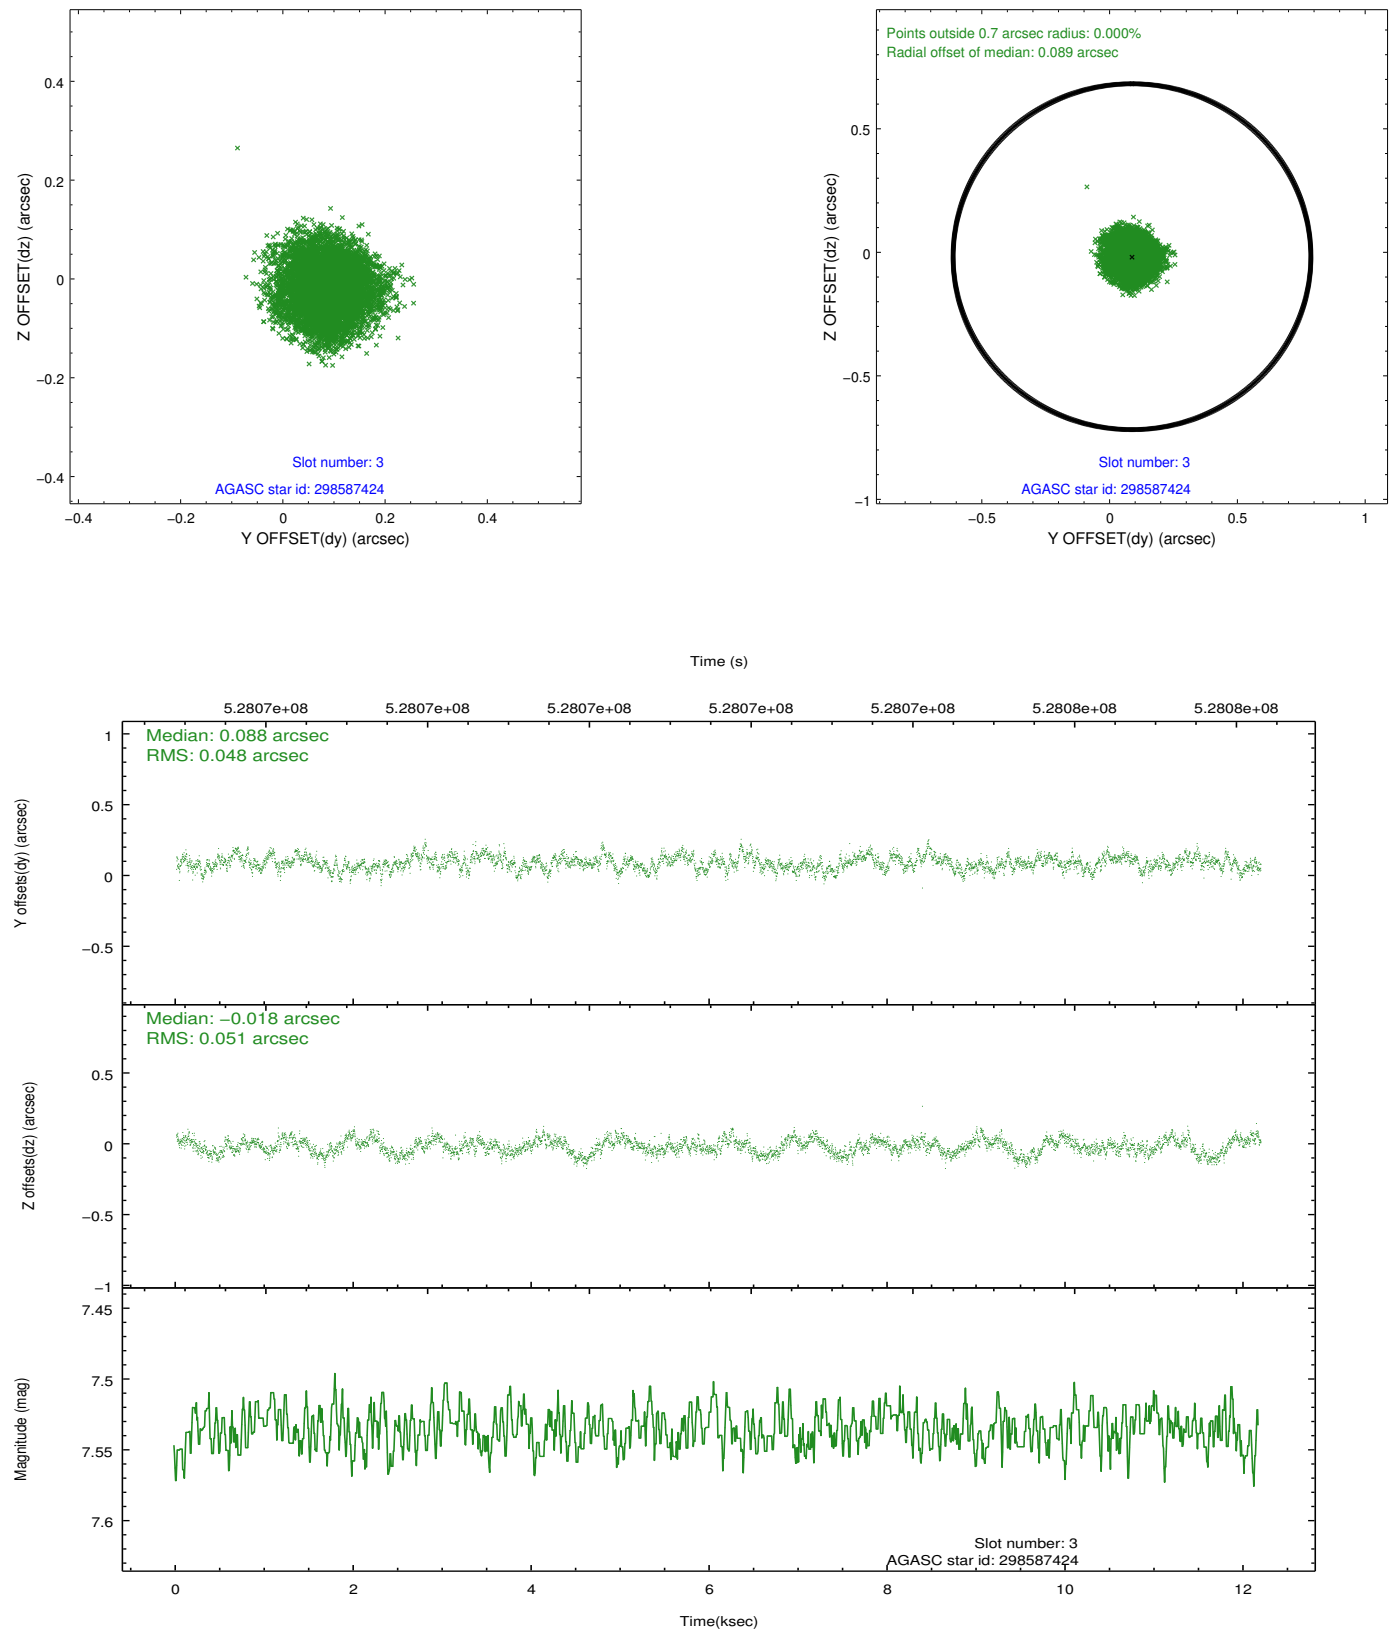 0.4
0.2
0
−0.2
−0.4
Z OFFSET(dz) (arcsec)
Slot number: 3
AGASC star id: 298587424
−0.4 −0.2 0 0.2 0.4
Y OFFSET(dy) (arcsec)
Points outside 0.7 arcsec radius: 0.000%
Radial offset of median: 0.089 arcsec
0.5
0
−0.5
−1
Z OFFSET(dz) (arcsec)
Slot number: 3
AGASC star id: 298587424
−0.5 0 0.5 1
Y OFFSET(dy) (arcsec)
Time (s)
5.2807e+08 5.2807e+08 5.2807e+08 5.2807e+08 5.2807e+08 5.2808e+08 5.2808e+08
Median: 0.088 arcsec
RMS: 0.048 arcsec
1
0.5
0
−0.5
Y offsets(dy) (arcsec)
Median: −0.018 arcsec
RMS: 0.051 arcsec
0.5
0
−0.5
−1
Z offsets(dz) (arcsec)
7.45
7.5
7.55
7.6
Magnitude (mag)
Slot number: 3
AGASC star id: 298587424
0 2 4 6 8 10 12
Time(ksec)